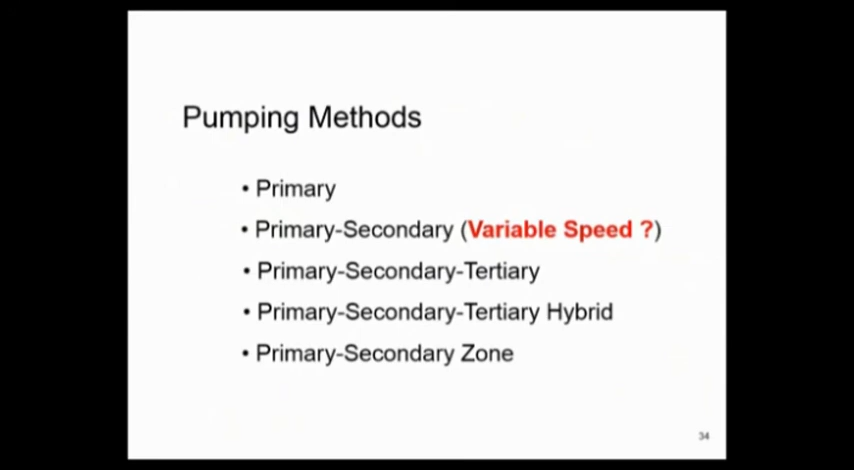 Pumping Methods
• Primary
• Primary-Secondary (Variable Speed ?)
• Primary-Secondary-Tertiary
• Primary-Secondary-Tertiary Hybrid
• Primary-Secondary Zone
34